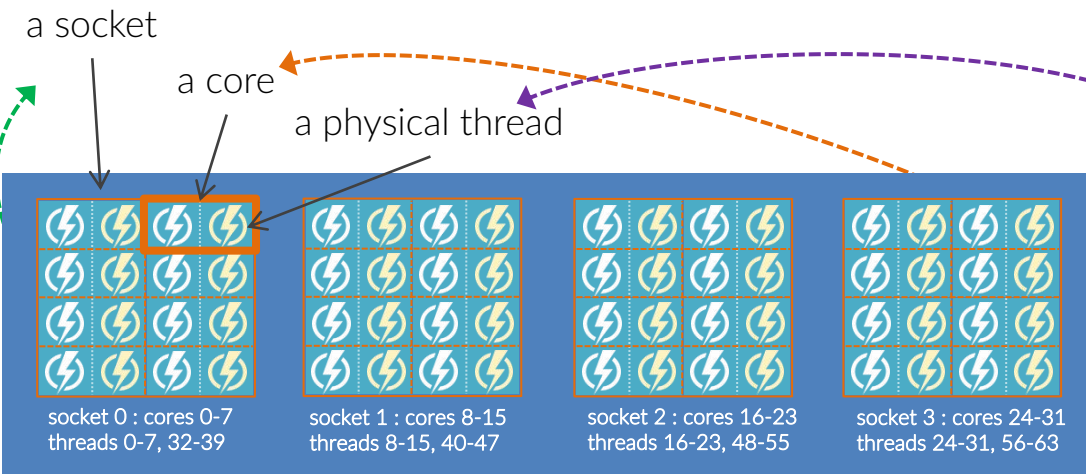 a socket
a core
a physical thread
socket 0 : cores 0-7
threads 0-7, 32-39
socket 1 : cores 8-15
threads 8-15, 40-47
socket 2 : cores 16-23
threads 16-23, 48-55
socket 3 : cores 24-31
threads 24-31, 56-63